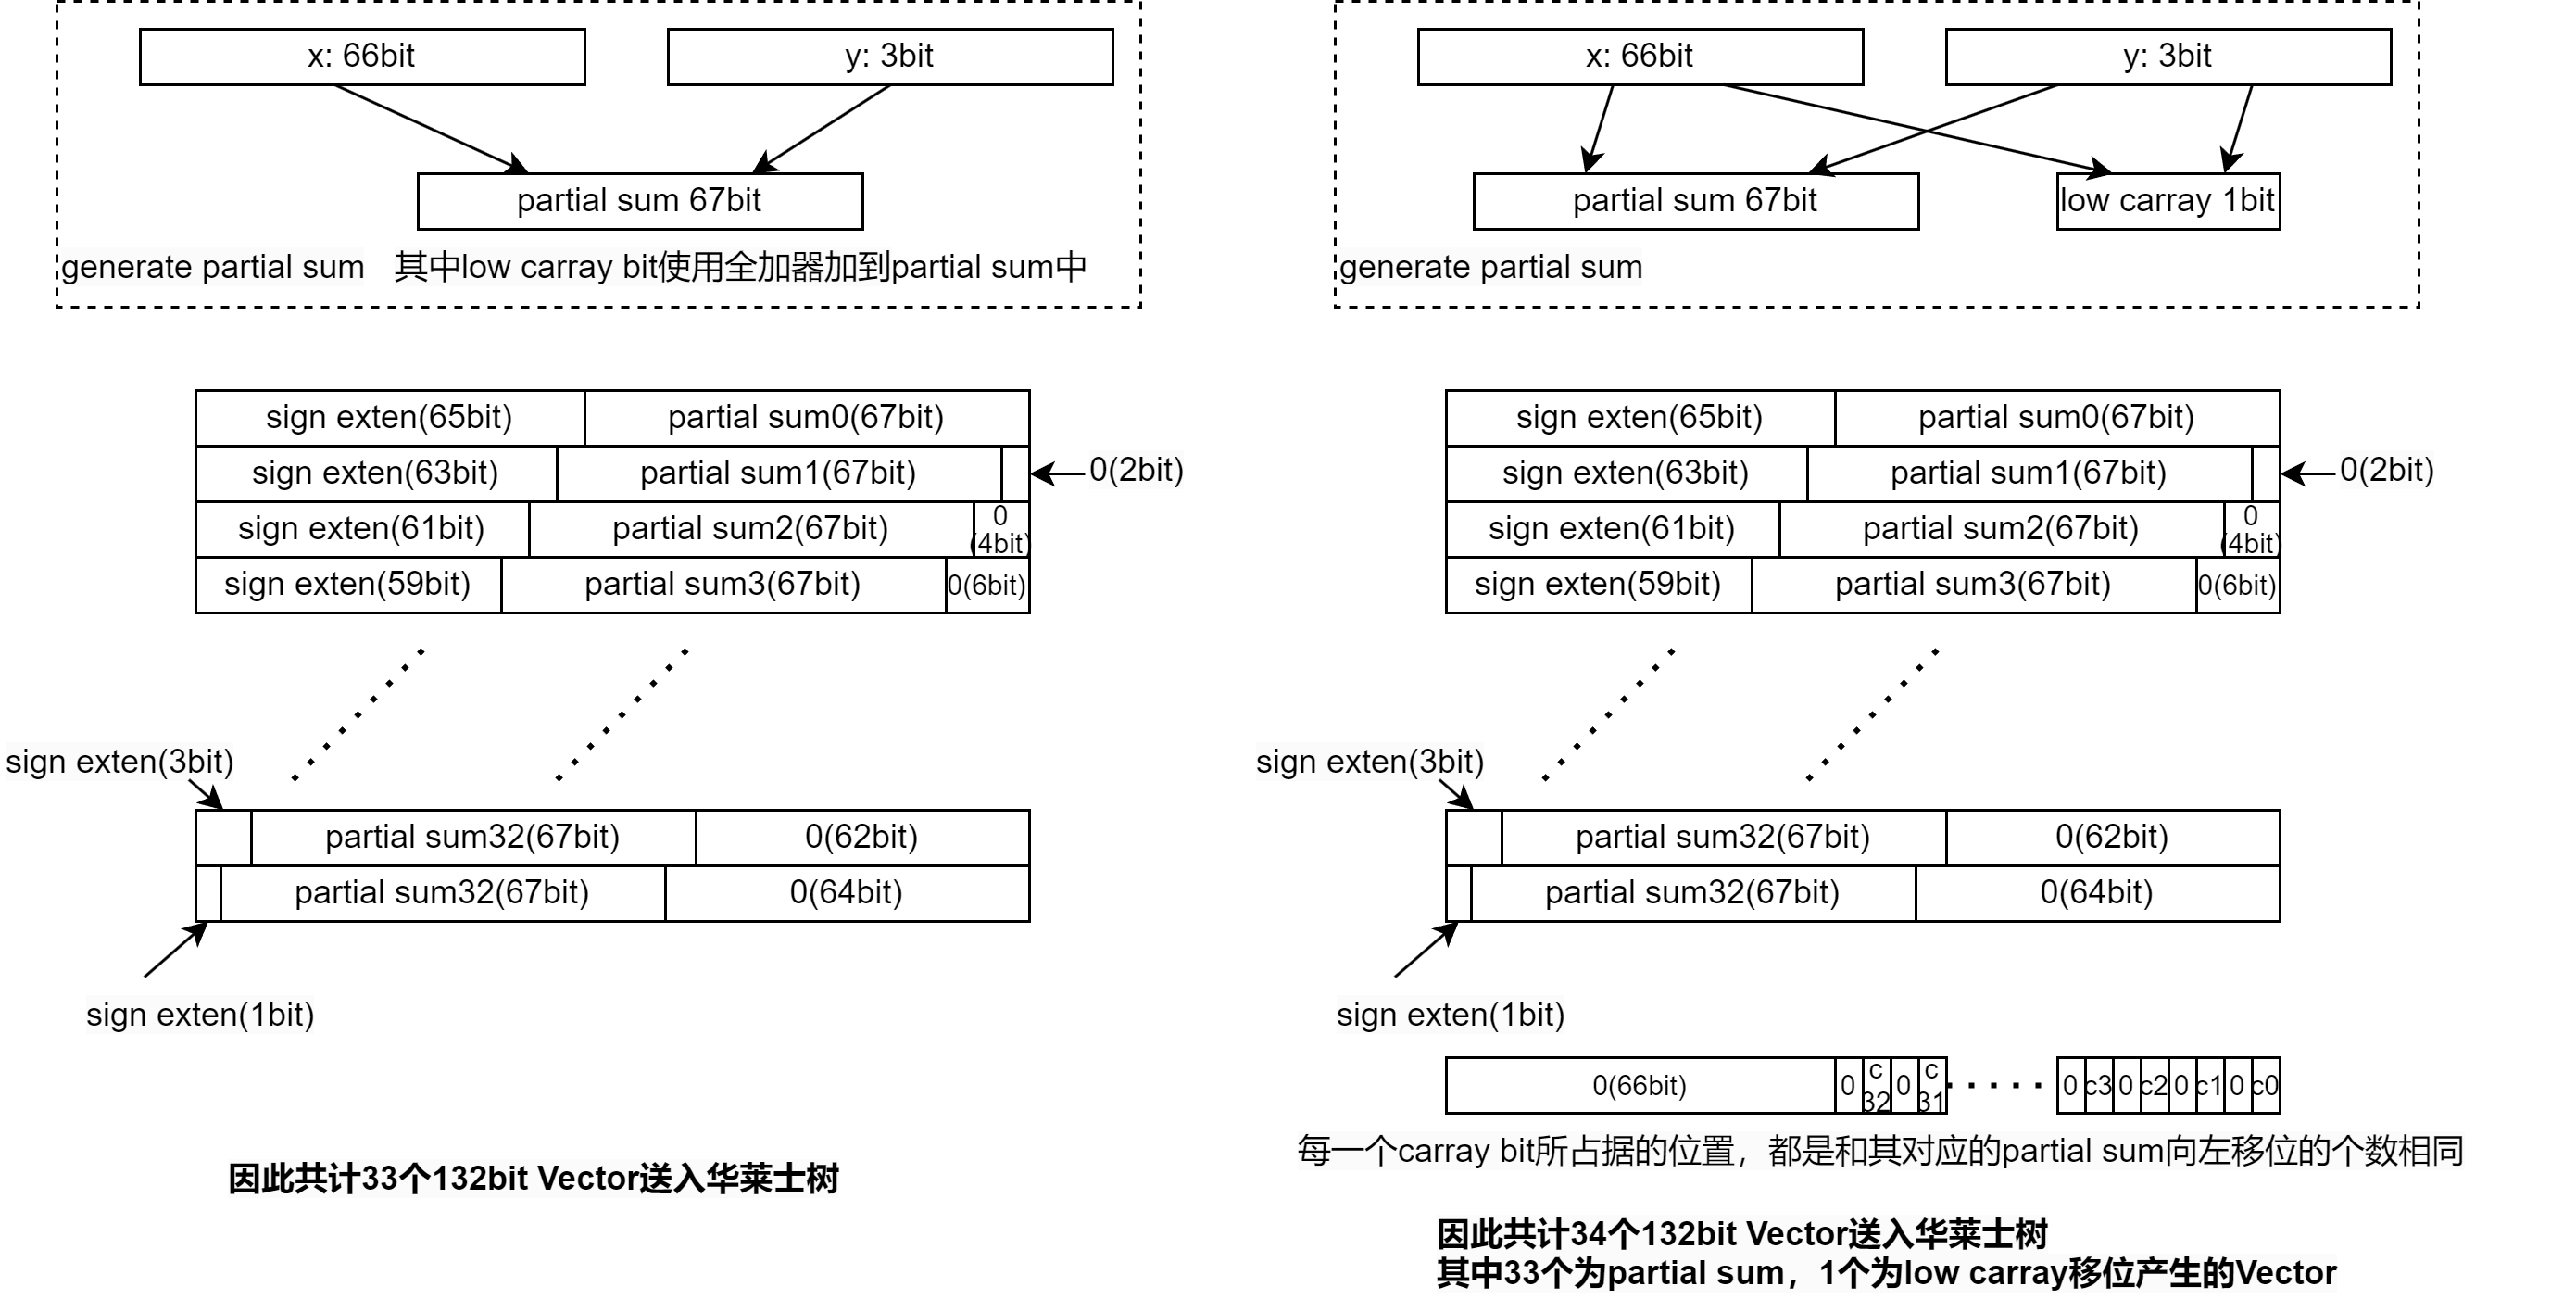 x: 66bit
y: 3bit
partial sum 67bit
generate partial sum 其中low carray bit使用全加器加到partial sum中
sign exten(65bit) partial sum0(67bit)
sign exten(63bit) partial sum1(67bit)
0(2bit)
sign exten(61bit) partial sum2(67bit) 0
(4bit)
sign exten(59bit) partial sum3(67bit) 0(6bit)
sign exten(3bit)
partial sum32(67bit) 0(62bit)
partial sum32(67bit) 0(64bit)
sign exten(1bit)
因此共计33个132bit Vector送入华莱士树
x: 66bit
y: 3bit
partial sum 67bit
low carray 1bit
generate partial sum
sign exten(65bit) partial sum0(67bit)
sign exten(63bit) partial sum1(67bit)
0(2bit)
sign exten(61bit) partial sum2(67bit) 0
(4bit)
sign exten(59bit) partial sum3(67bit) 0(6bit)
sign exten(3bit)
partial sum32(67bit) 0(62bit)
partial sum32(67bit) 0(64bit)
sign exten(1bit)
0(66bit) 0 c
32 0 c
31 0 c3 0 c2 0 c1 0 c0
每一个carray bit所占据的位置，都是和其对应的partial sum向左移位的个数相同
因此共计34个132bit Vector送入华莱士树
其中33个为partial sum，1个为low carray移位产生的Vector